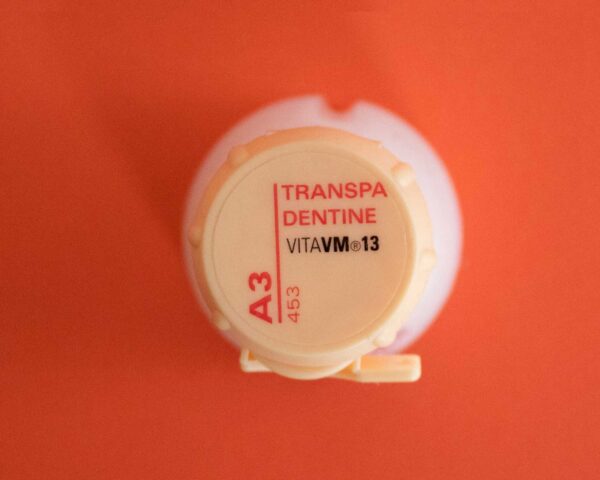 TRANSPA
DENTINE
VITAVM®13
A3
453